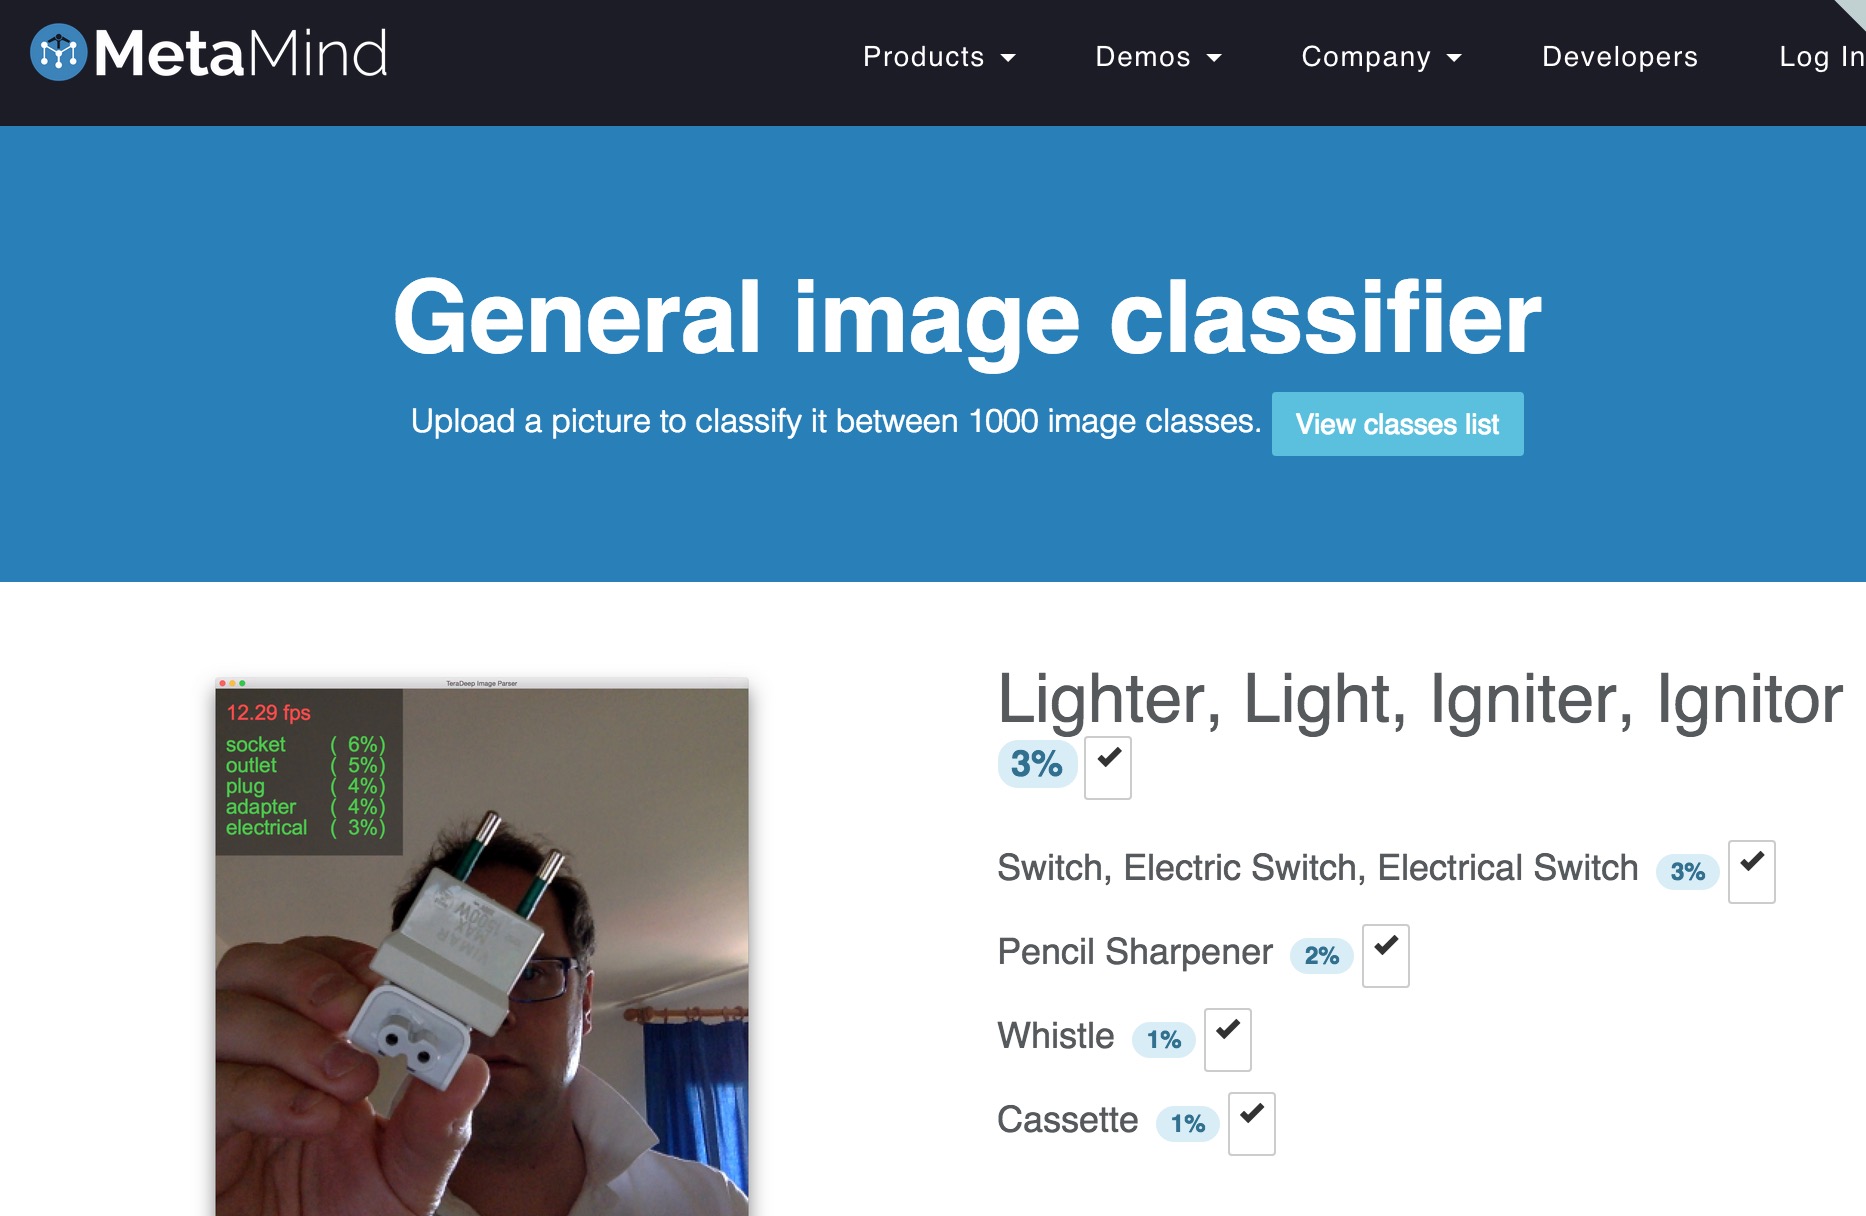 MetaMind
Products Demos Company Developers Log In
General image classifier
Upload a picture to classify it between 1000 image classes. View classes list
TeraDeep Image Parser
12.29 fps
socket ( 6%)
outlet ( 5%)
plug ( 4%)
adapter ( 4%)
electrical ( 3%)
VIMAR
MAX
1500W
Lighter, Light, Igniter, Ignitor
3%
Switch, Electric Switch, Electrical Switch 3%
Pencil Sharpener 2%
Whistle 1%
Cassette 1%